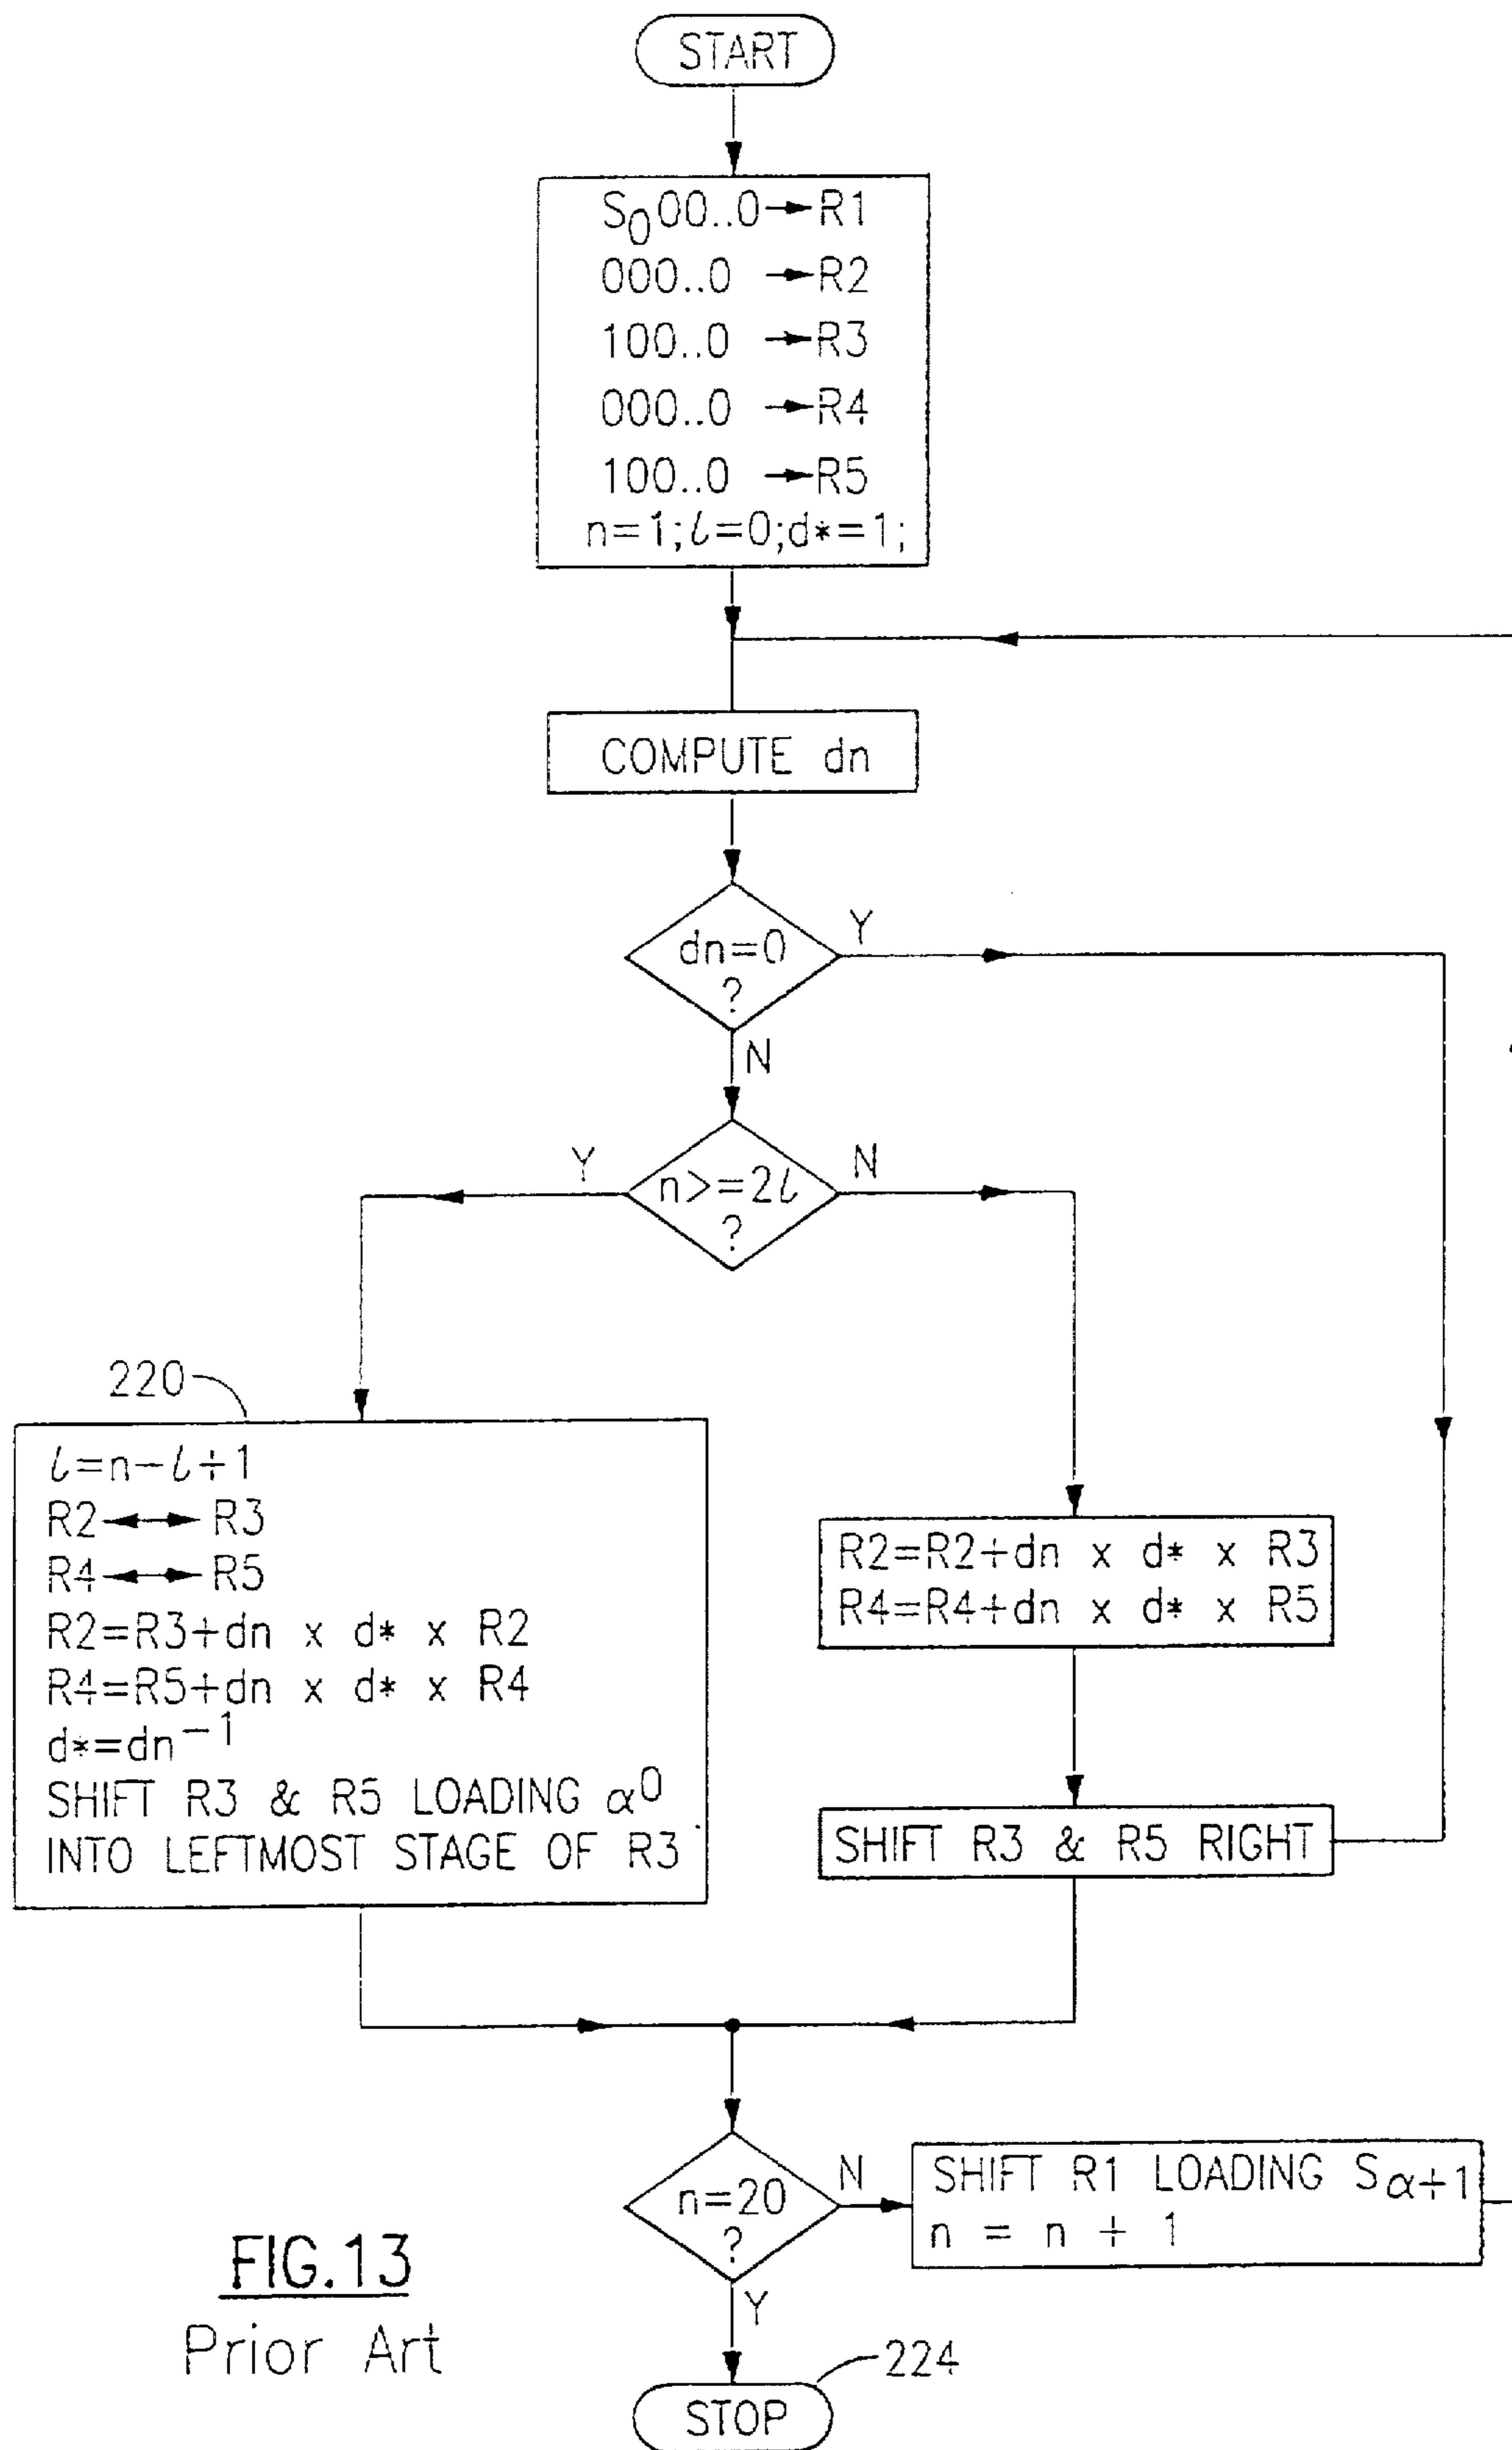 START
S₀00..0→R1
000..0 →R2
100..0 →R3
000..0 →R4
100..0 →R5
n=1;ℓ=0;d*=1;
COMPUTE dn
dn=0
?
Y
N
n>=2ℓ
?
Y
N
220
ℓ=n-ℓ+1
R2↔R3
R4↔R5
R2=R3+dn x d* x R2
R4=R5+dn x d* x R4
d*=dn⁻¹
SHIFT R3 & R5 LOADING α⁰
INTO LEFTMOST STAGE OF R3
R2=R2+dn x d* x R3
R4=R4+dn x d* x R5
SHIFT R3 & R5 RIGHT
n=20
?
N
Y
SHIFT R1 LOADING Sα+1
n = n + 1
STOP
224
FIG.13
Prior Art